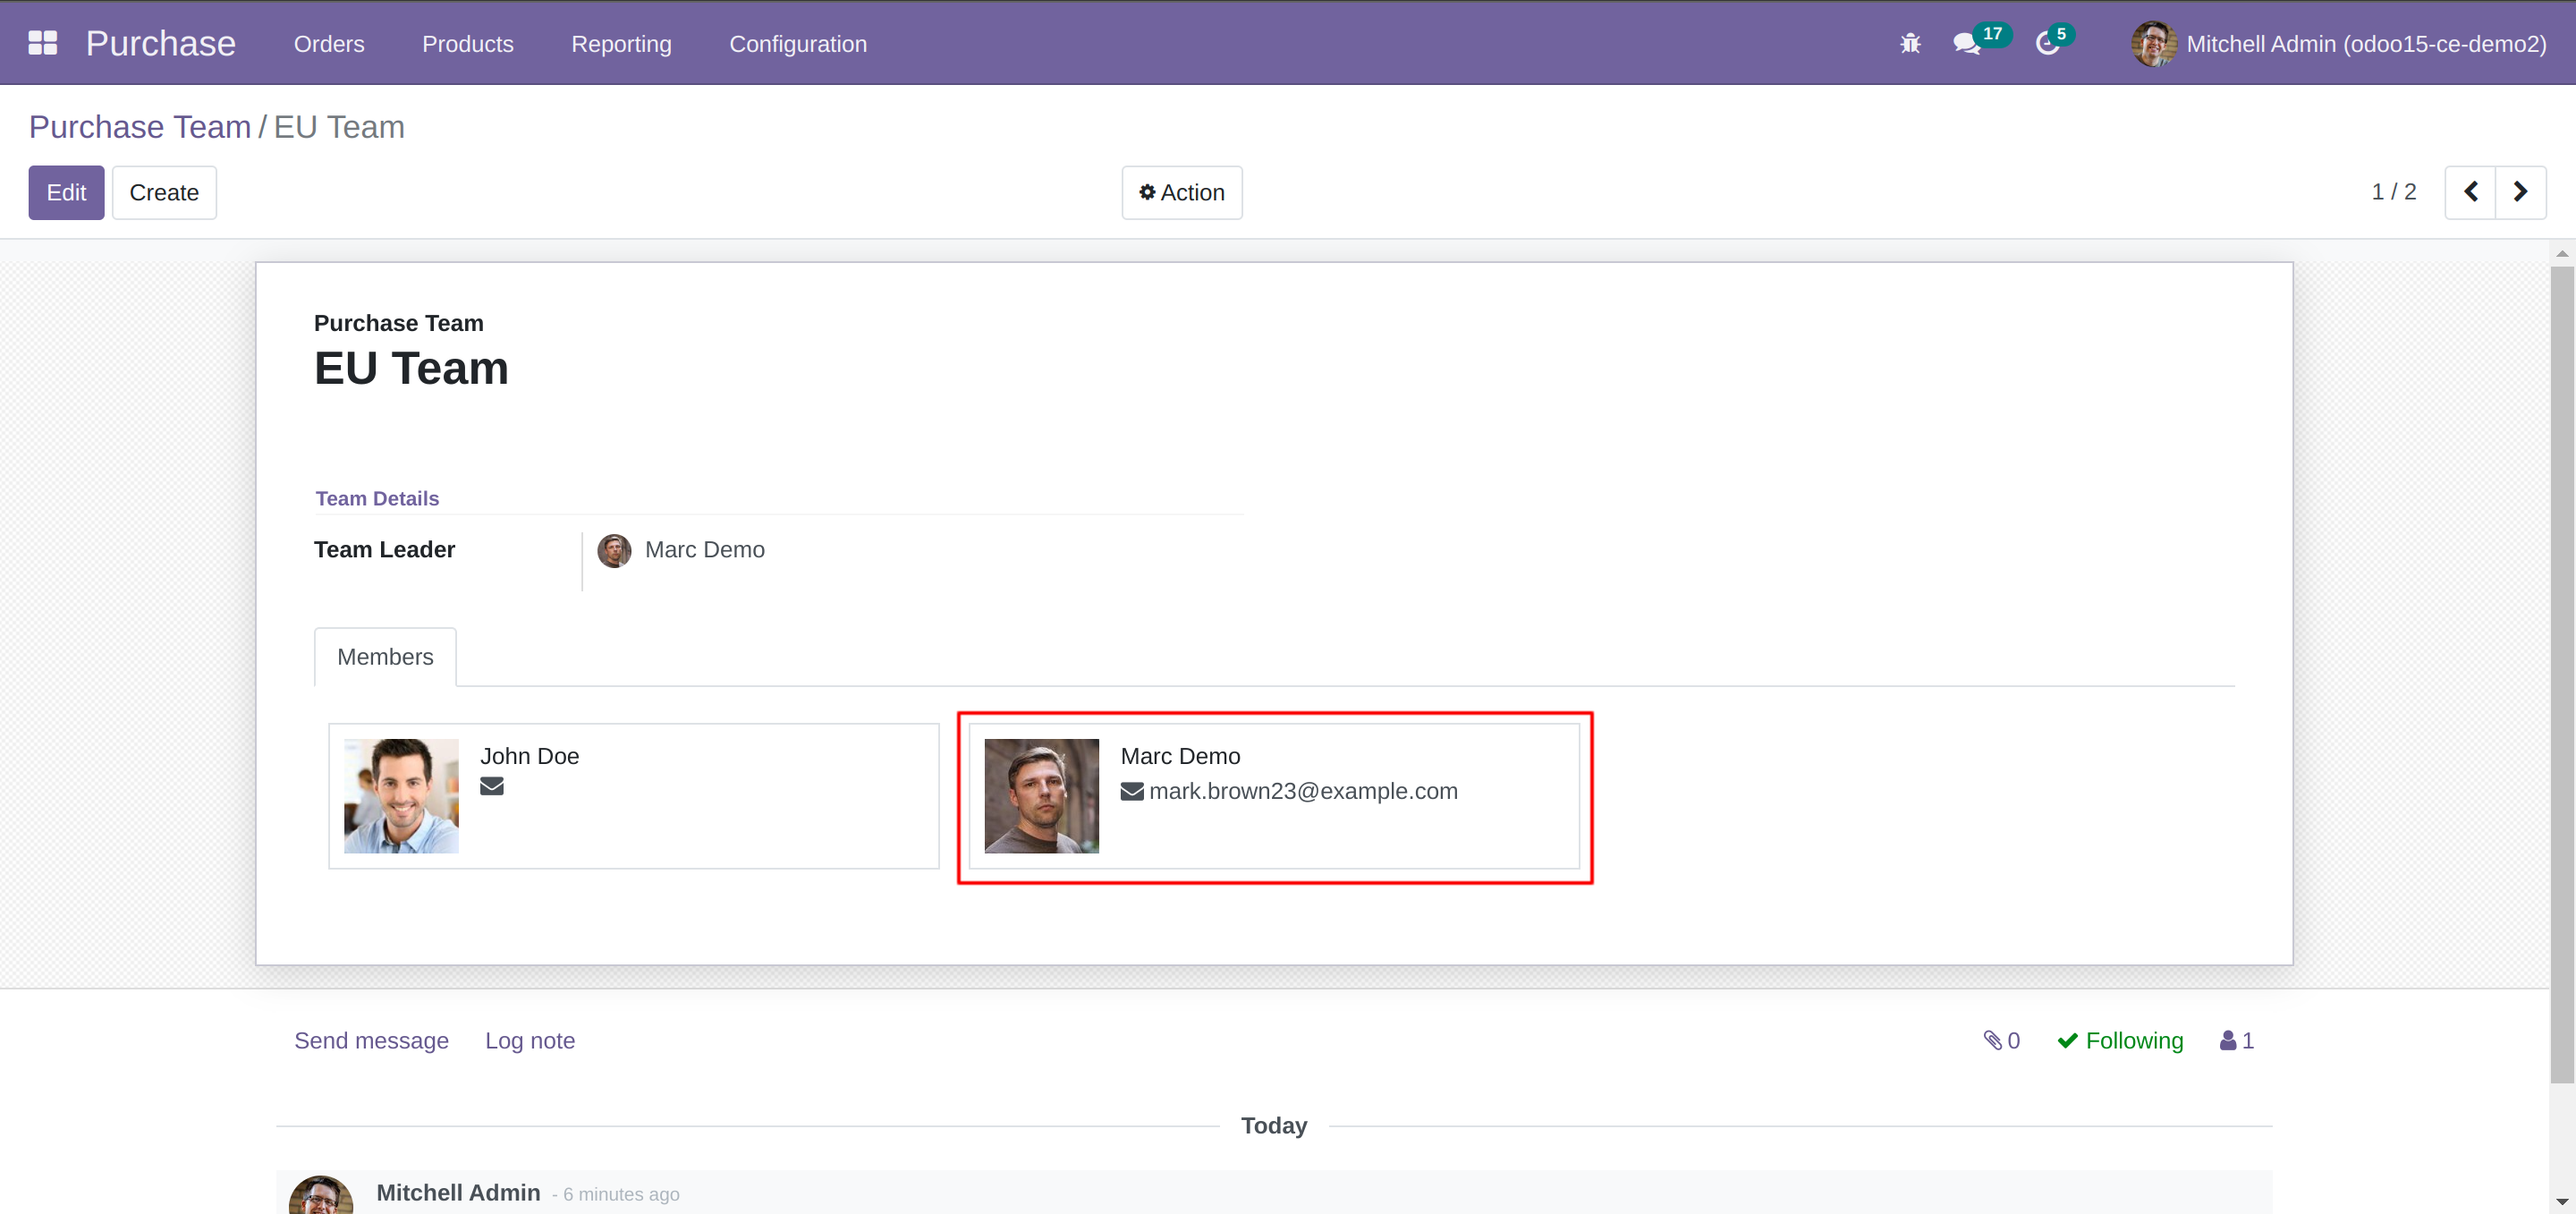 Purchase Orders Products Reporting Configuration 17 5 Mitchell Admin (odoo15-ce-demo2)
Purchase Team / EU Team
Edit Create Action 1 / 2
Purchase Team
EU Team
Team Details
Team Leader Marc Demo
Members
John Doe
Marc Demo
mark.brown23@example.com
Send message Log note 0 Following 1
Today
Mitchell Admin - 6 minutes ago